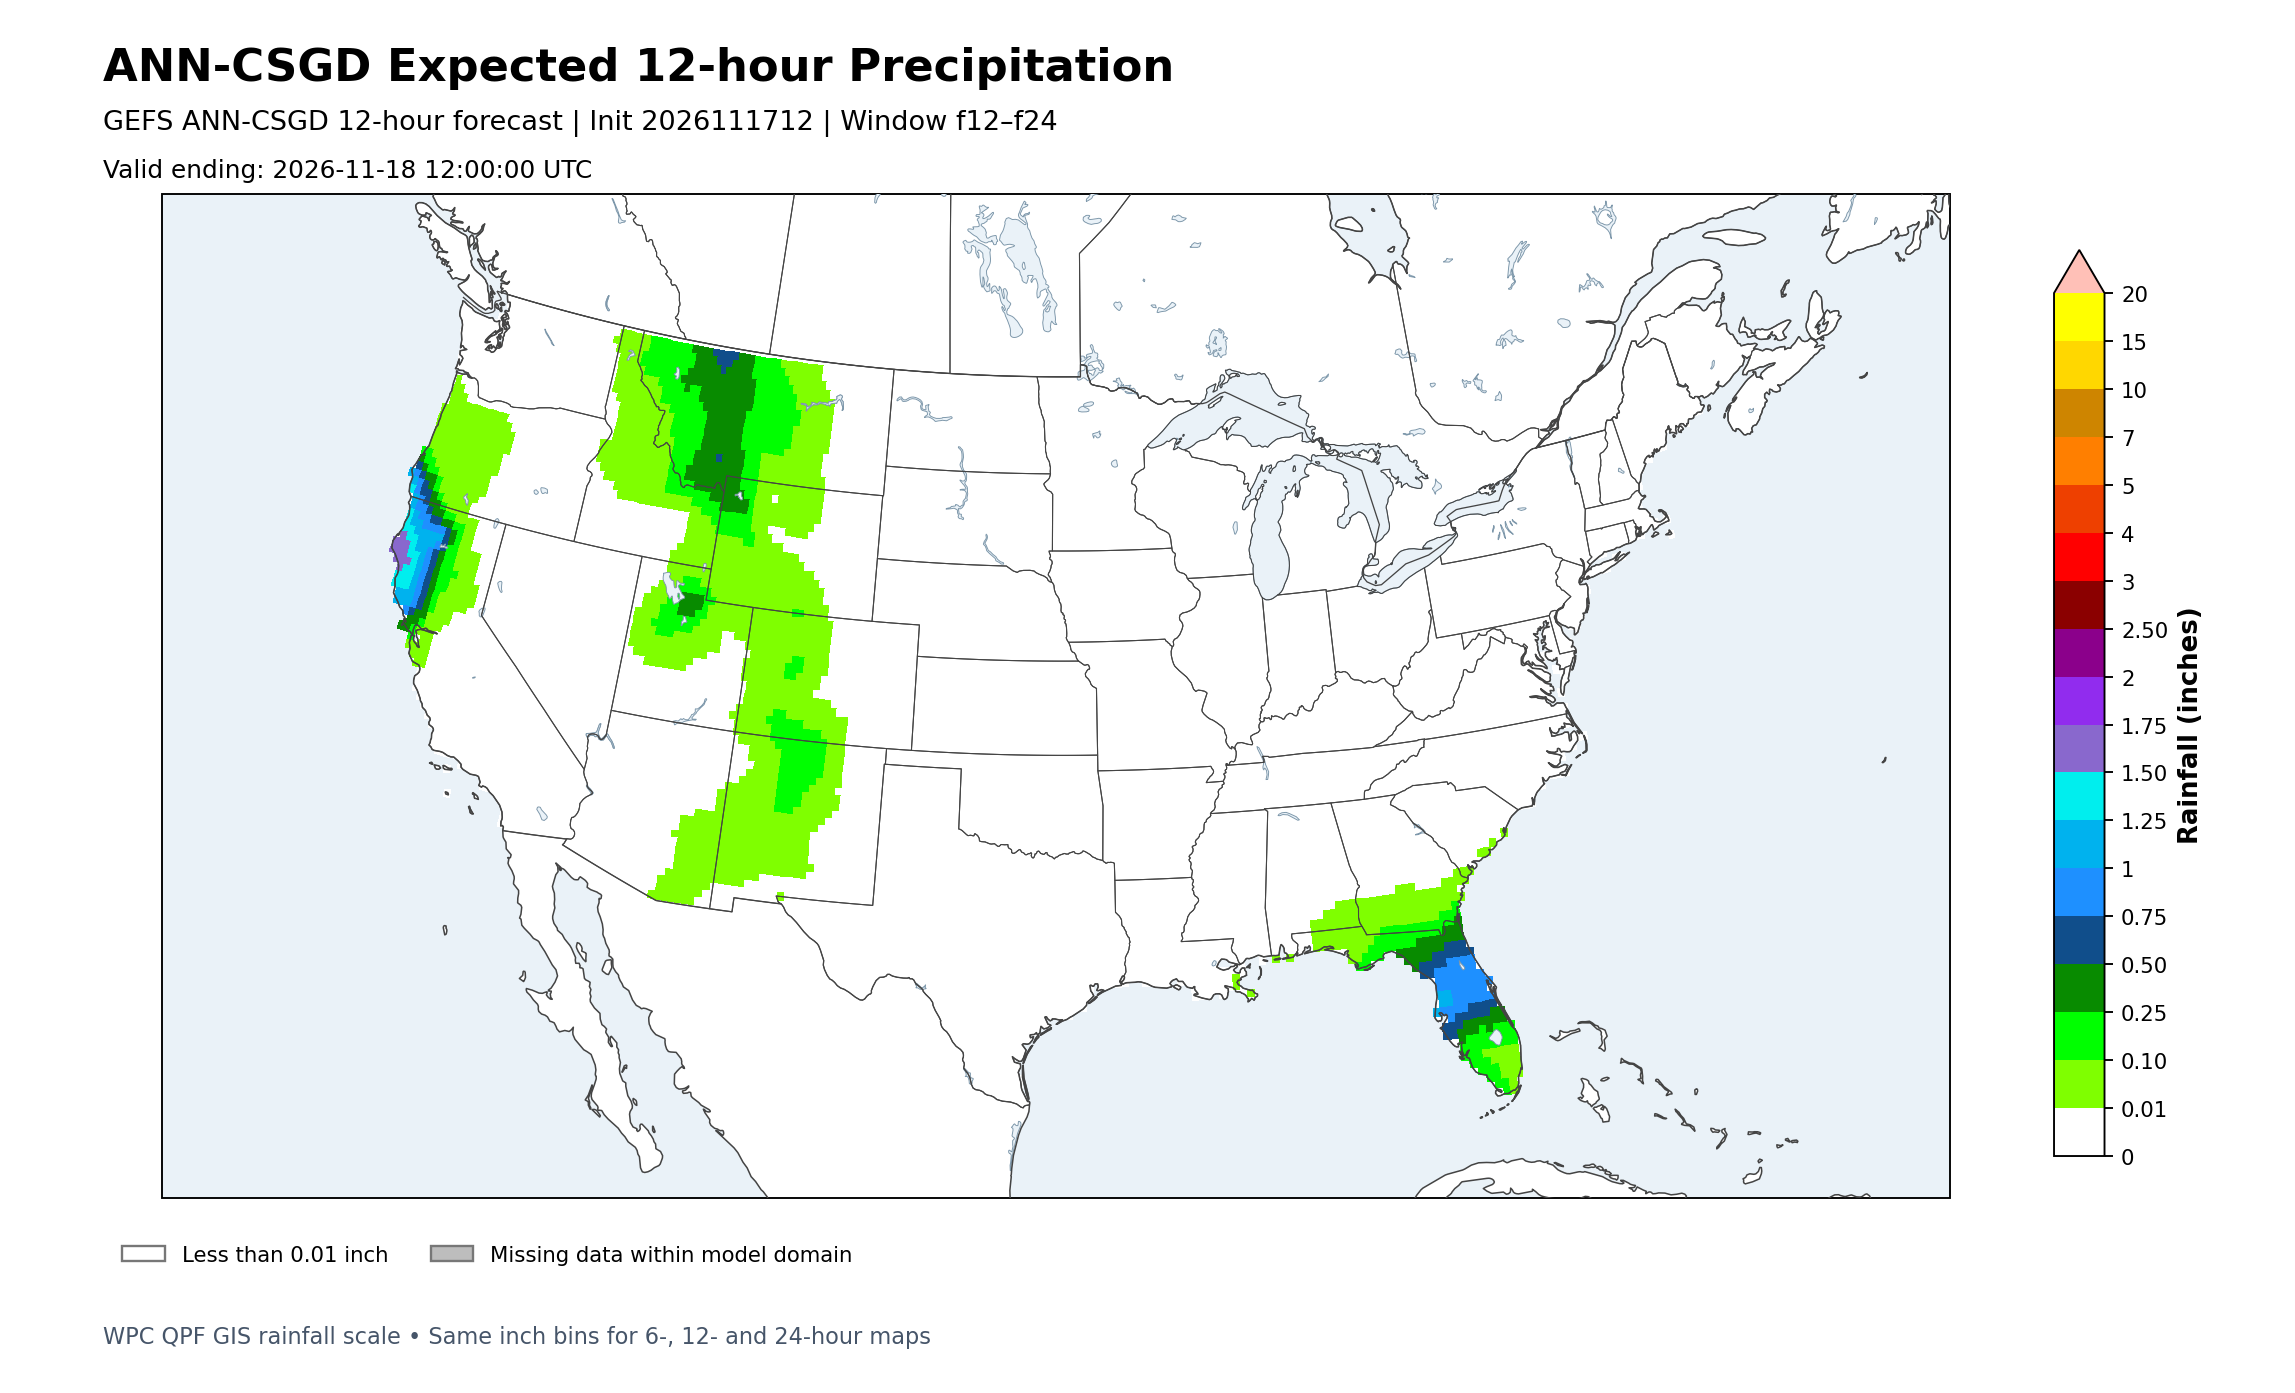 ANN-CSGD Expected 12-hour Precipitation
GEFS ANN-CSGD 12-hour forecast | Init 2026111712 | Window f12–f24
Valid ending: 2026-11-18 12:00:00 UTC
20
15
10
7
5
4
3
2.50
2
1.75
1.50
1.25
1
0.75
0.50
0.25
0.10
0.01
0
Rainfall (inches)
Less than 0.01 inch
Missing data within model domain
WPC QPF GIS rainfall scale • Same inch bins for 6-, 12- and 24-hour maps